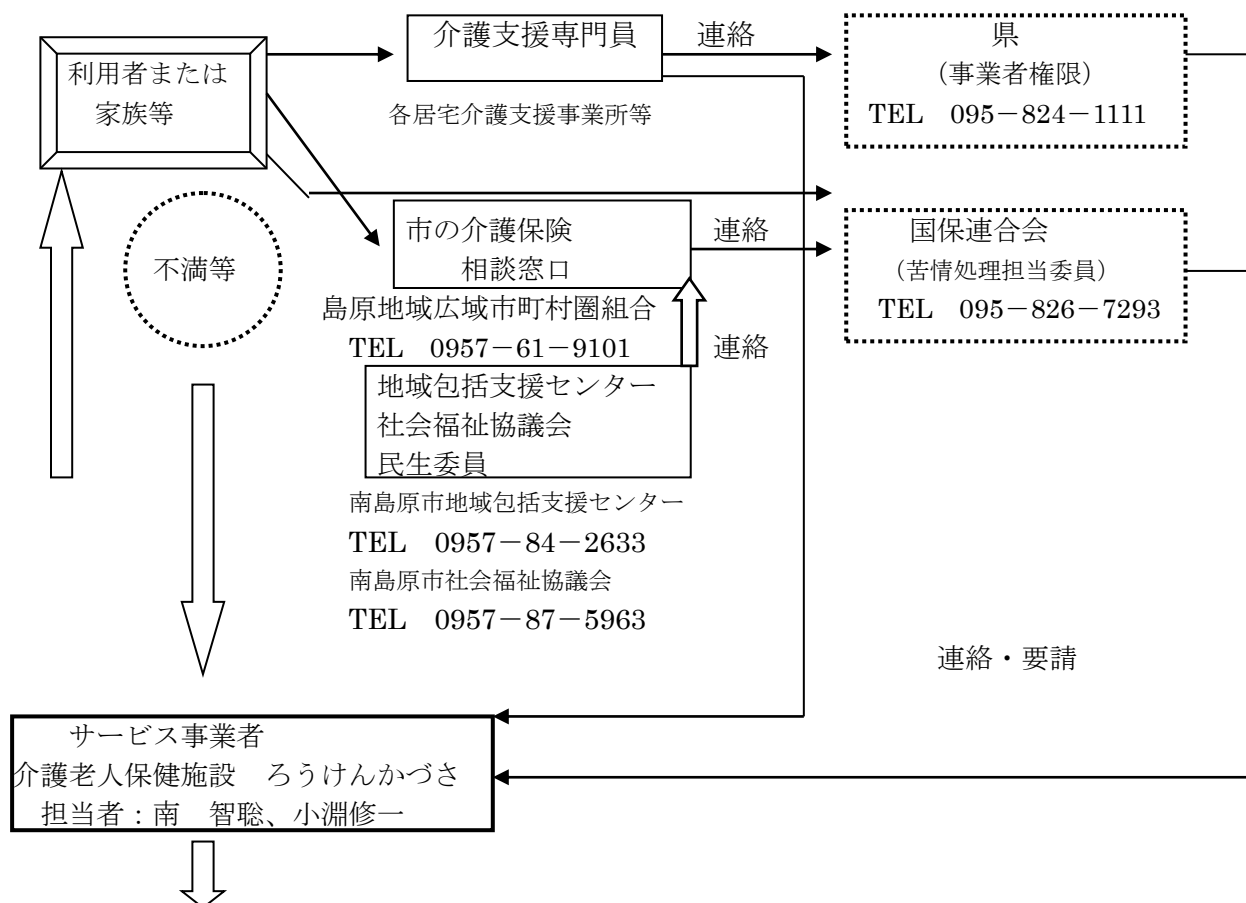 利用者または
家族等
介護支援専門員
連絡
各居宅介護支援事業所等
県
（事業者権限）
TEL　095－824－1111
不満等
市の介護保険
相談窓口
連絡
国保連合会
（苦情処理担当委員）
TEL　095－826－7293
島原地域広域市町村圏組合
TEL　0957－61－9101
連絡
地域包括支援センター
社会福祉協議会
民生委員
南島原市地域包括支援センター
TEL　0957－84－2633
南島原市社会福祉協議会
TEL　0957－87－5963
連絡・要請
サービス事業者
介護老人保健施設　ろうけんかづさ
担当者：南　智聡、小淵修一